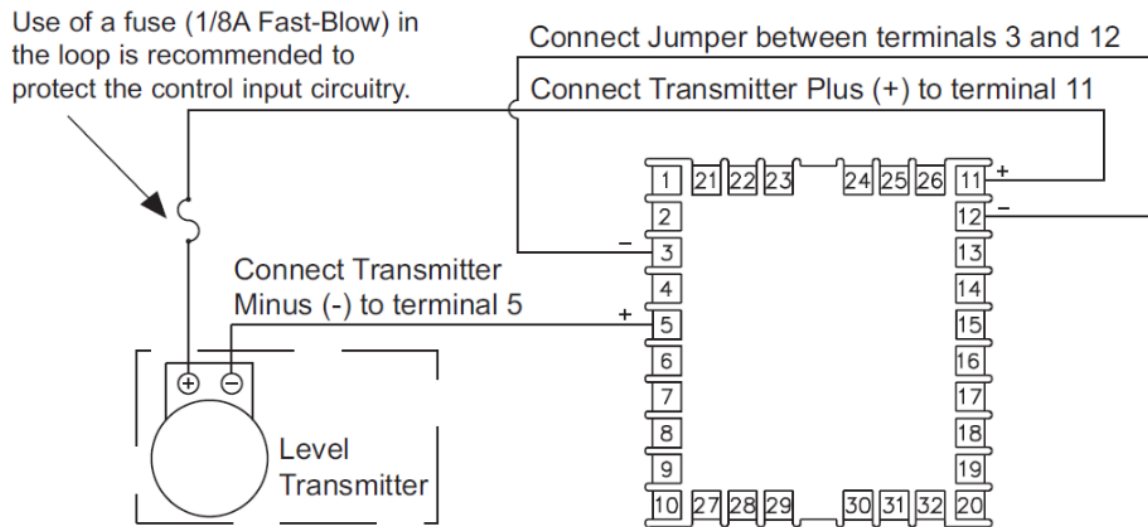 Use of a fuse (1/8A Fast-Blow) in
the loop is recommended to
protect the control input circuitry.
Connect Jumper between terminals 3 and 12
Connect Transmitter Plus (+) to terminal 11
Connect Transmitter
Minus (-) to terminal 5
Level
Transmitter
1 21 22 23 24 25 26 11 +
2 12 −
− 3 13
4 14
+ 5 15
6 16
7 17
8 18
9 19
10 27 28 29 30 31 32 20
+ −